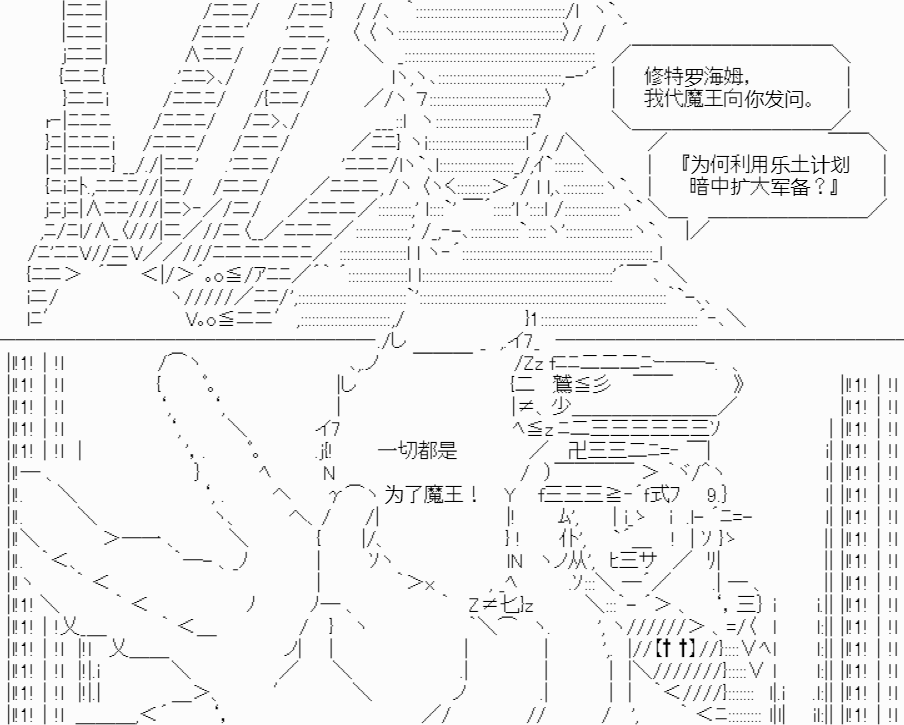 修特罗海姆，
我代魔王向你发问。
『为何利用乐土计划
暗中扩大军备？』
一切都是
为了魔王！